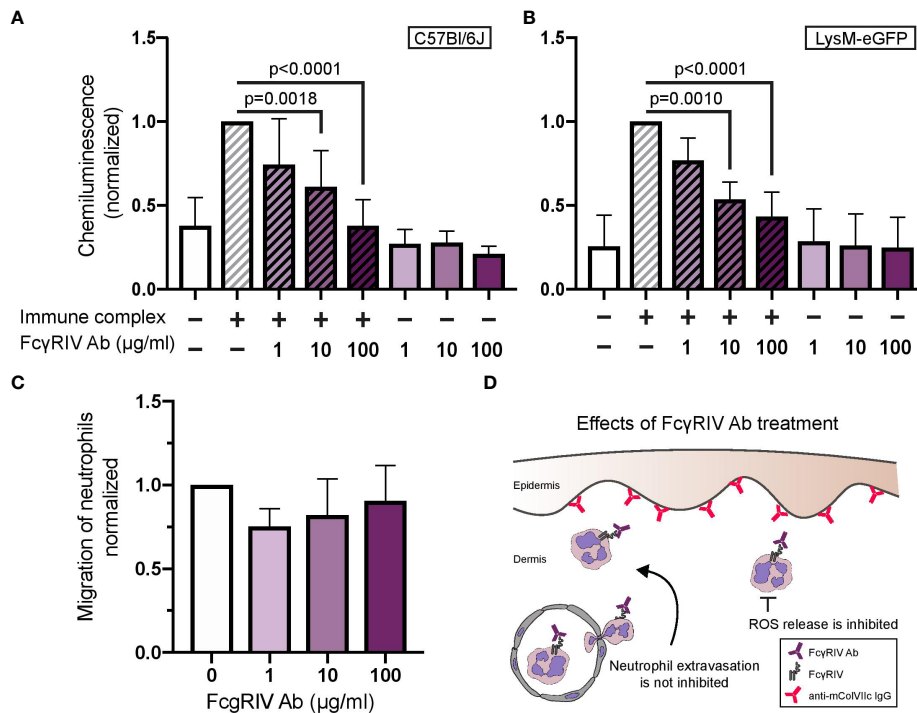 A
C57Bl/6J
Chemiluminescence
(normalized)
1.5
1.0
0.5
0.0
p<0.0001
p=0.0018
Immune complex − + + + + − − −
FcγRIV Ab (μg/ml) − − 1 10 100 1 10 100
B
LysM-eGFP
1.5
1.0
0.5
0.0
p<0.0001
p=0.0010
− + + + + − − −
− − 1 10 100 1 10 100
C
Migration of neutrophils
normalized
1.5
1.0
0.5
0.0
0 1 10 100
FcgRIV Ab (μg/ml)
D
Effects of FcγRIV Ab treatment
Epidermis
Dermis
ROS release is inhibited
Neutrophil extravasation
is not inhibited
FcγRIV Ab
FcγRIV
anti-mColVIIc IgG